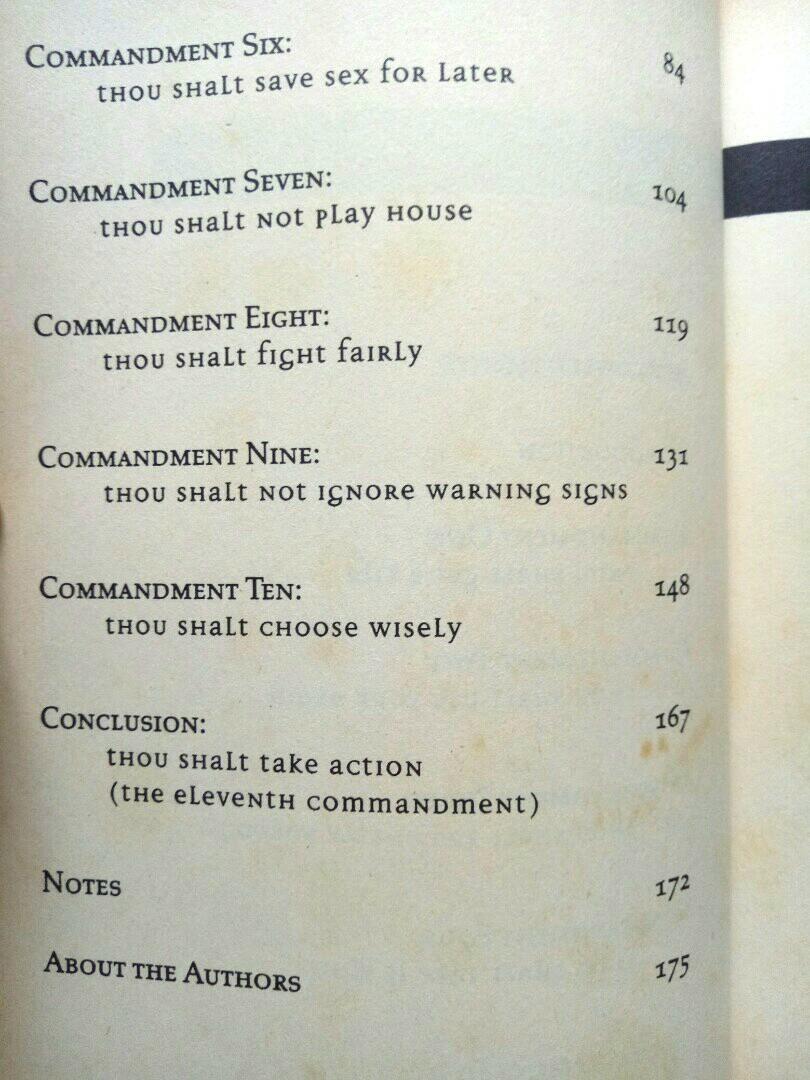 COMMANDMENT SIX:
thou shalt save sex for later 84
COMMANDMENT SEVEN:
thou shalt not play house 104
COMMANDMENT EIGHT: 119
thou shalt fight fairly
COMMANDMENT NINE: 131
thou shalt not ignore warning signs
COMMANDMENT TEN: 148
thou shalt choose wisely
CONCLUSION: 167
thou shalt take action
(the eleventh commandment)
NOTES 172
ABOUT THE AUTHORS 175